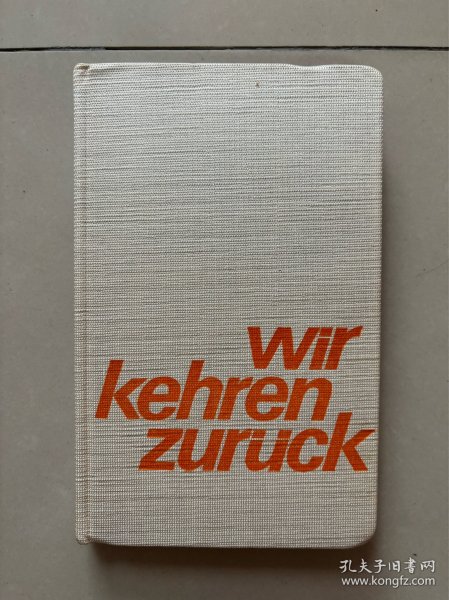 wir
kehren
zurück
孔夫子旧书网
www.kongfz.com